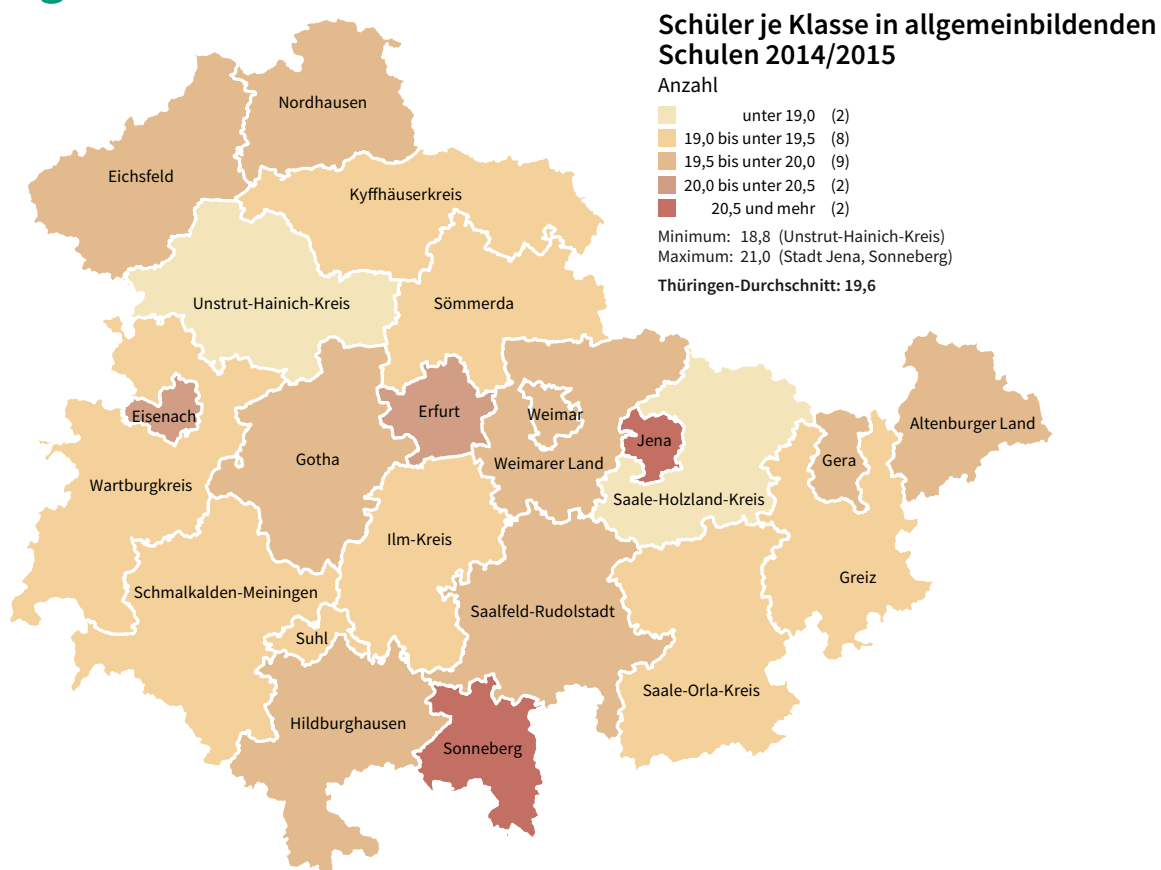 Schüler je Klasse in allgemeinbildenden
Schulen 2014/2015
Anzahl
unter 19,0 (2)
19,0 bis unter 19,5 (8)
19,5 bis unter 20,0 (9)
20,0 bis unter 20,5 (2)
20,5 und mehr (2)
Minimum: 18,8 (Unstrut-Hainich-Kreis)
Maximum: 21,0 (Stadt Jena, Sonneberg)
Thüringen-Durchschnitt: 19,6
Nordhausen
Eichsfeld
Kyffhäuserkreis
Unstrut-Hainich-Kreis
Sömmerda
Eisenach
Erfurt
Weimar
Jena
Altenburger Land
Gotha
Weimarer Land
Gera
Wartburgkreis
Saale-Holzland-Kreis
Ilm-Kreis
Greiz
Schmalkalden-Meiningen
Saalfeld-Rudolstadt
Suhl
Saale-Orla-Kreis
Hildburghausen
Sonneberg